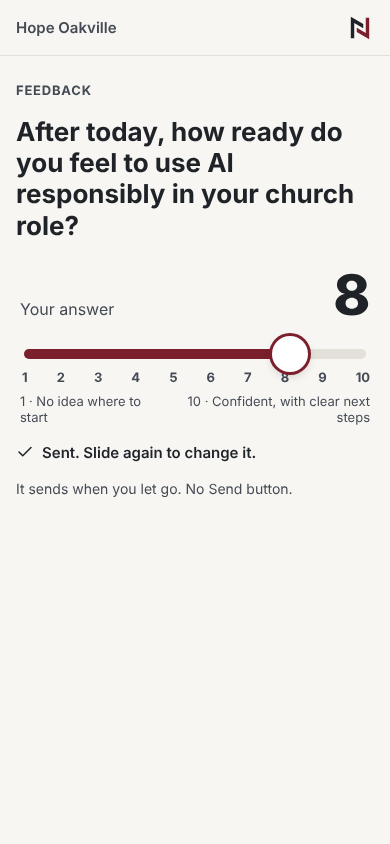 Hope Oakville
FEEDBACK
After today, how ready do
you feel to use AI
responsibly in your church
role?
Your answer
8
1 2 3 4 5 6 7 8 9 10
1 · No idea where to
start
10 · Confident, with clear next
steps
Sent. Slide again to change it.
It sends when you let go. No Send button.